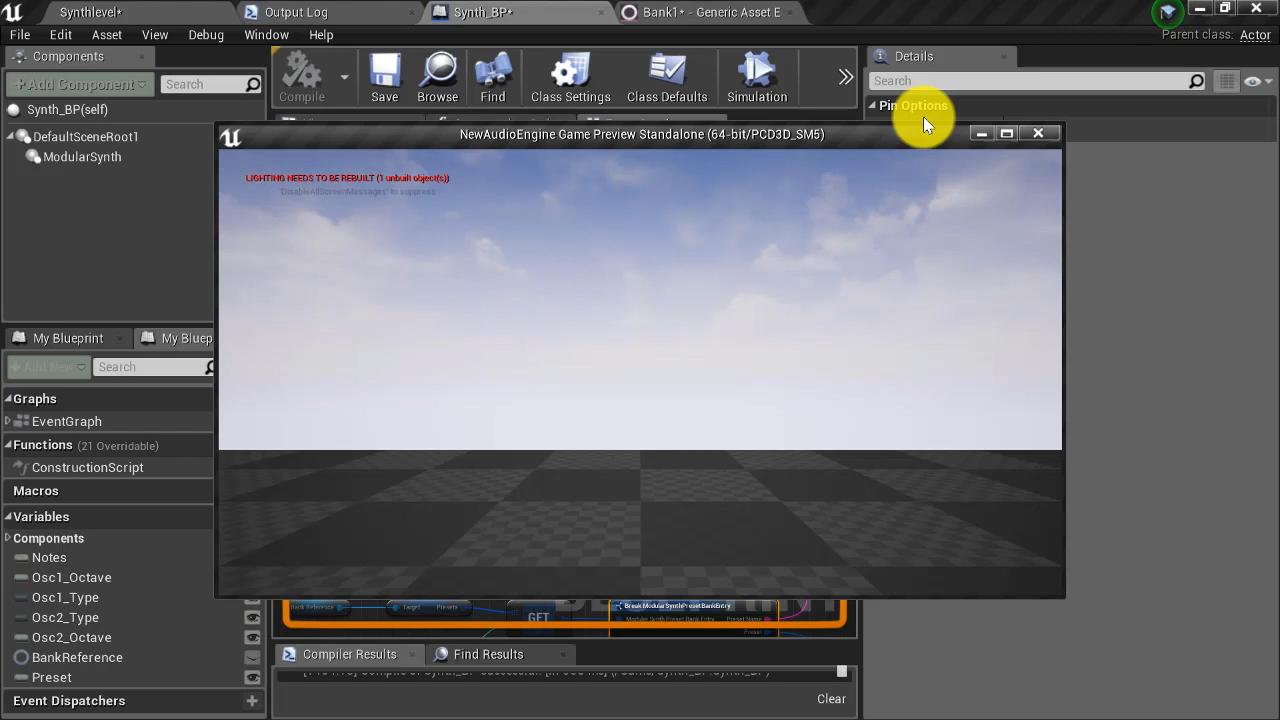 Synthlevel*
Output Log
Synth_BP*
Bank1* - Generic Asset E
File
Edit
Asset
View
Debug
Window
Help
Parent class: Actor
Components
Details
+Add Component
Search
Compile
Save
Browse
Find
Class Settings
Class Defaults
Simulation
Search
Synth_BP(self)
Pin Options
DefaultSceneRoot1
ModularSynth
NewAudioEngine Game Preview Standalone (64-bit/PCD3D_SM5)
LIGHTING NEEDS TO BE REBUILT (1 unbuilt object(s))
'DisableAllScreenMessages' to suppress
My Blueprint
My Bluep
+ Add New
Search
Graphs
EventGraph
Functions (21 Overridable)
ConstructionScript
Macros
Variables
Components
Notes
Osc1_Octave
Osc1_Type
Osc2_Type
Osc2_Octave
BankReference
Preset
Event Dispatchers
Bank Reference
Target
Presets
GET
Break ModularSynthPresetBankEntry
Modular Synth Preset Bank Entry
Preset Name
Preset
Compiler Results
Find Results
Clear